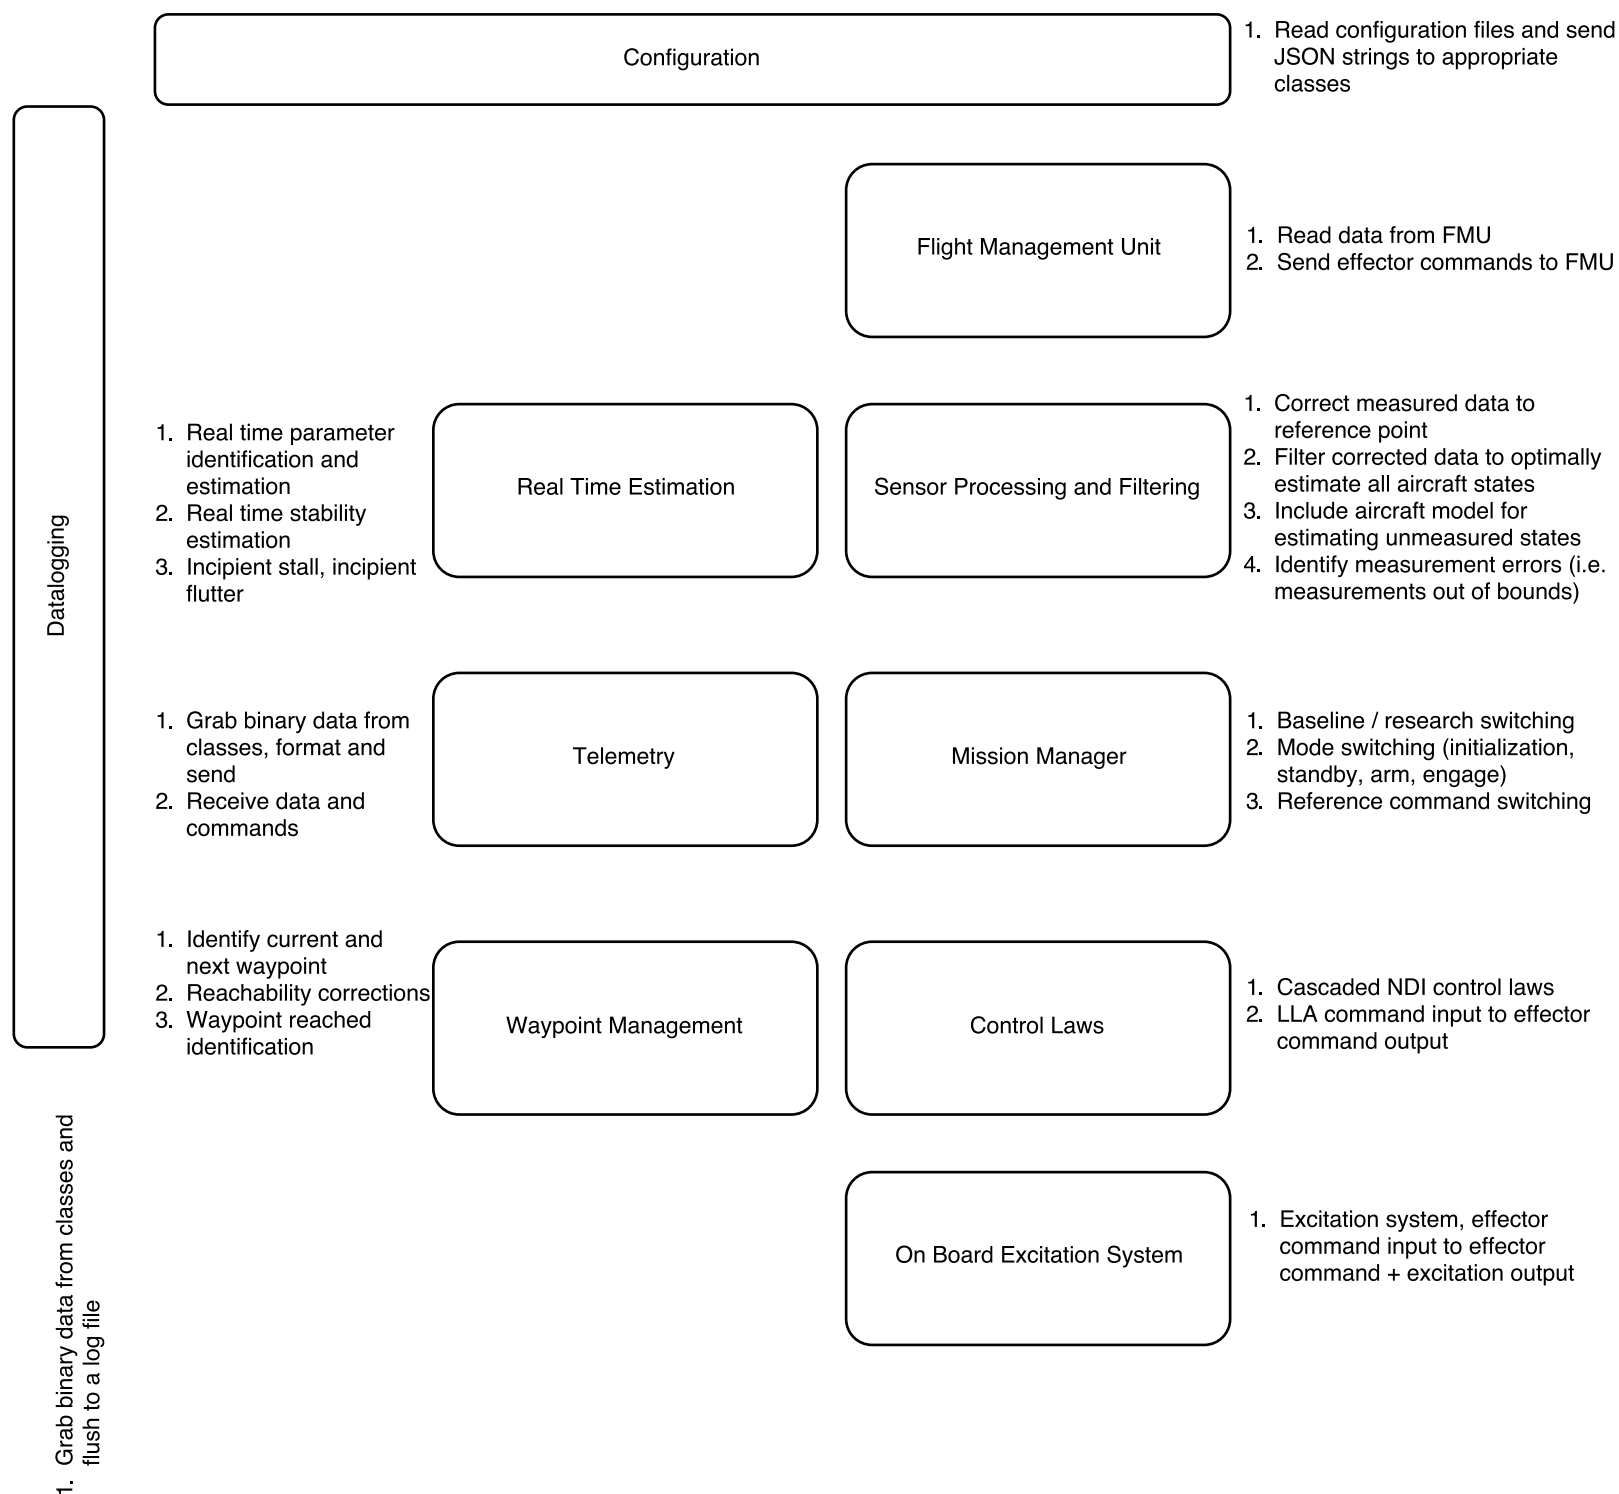 Configuration
1. Read configuration files and send
JSON strings to appropriate
classes
Datalogging
1. Grab binary data from classes and
flush to a log file
Flight Management Unit
1. Read data from FMU
2. Send effector commands to FMU
1. Real time parameter
identification and
estimation
2. Real time stability
estimation
3. Incipient stall, incipient
flutter
Real Time Estimation
Sensor Processing and Filtering
1. Correct measured data to
reference point
2. Filter corrected data to optimally
estimate all aircraft states
3. Include aircraft model for
estimating unmeasured states
4. Identify measurement errors (i.e.
measurements out of bounds)
1. Grab binary data from
classes, format and
send
2. Receive data and
commands
Telemetry
Mission Manager
1. Baseline / research switching
2. Mode switching (initialization,
standby, arm, engage)
3. Reference command switching
1. Identify current and
next waypoint
2. Reachability corrections
3. Waypoint reached
identification
Waypoint Management
Control Laws
1. Cascaded NDI control laws
2. LLA command input to effector
command output
On Board Excitation System
1. Excitation system, effector
command input to effector
command + excitation output